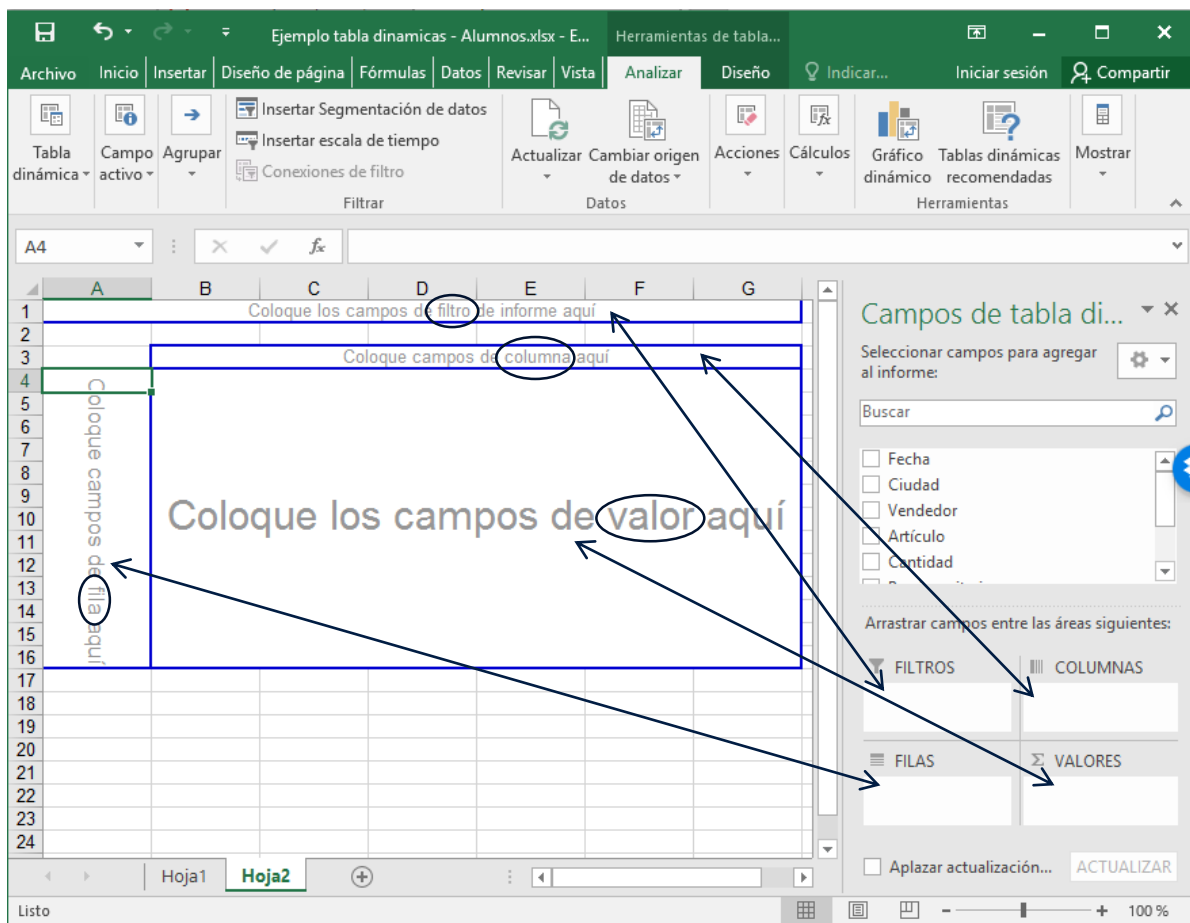 Ejemplo tabla dinamicas - Alumnos.xlsx - E...
Herramientas de tabla...
Archivo Inicio Insertar Diseño de página Fórmulas Datos Revisar Vista Analizar Diseño Indicar... Iniciar sesión Compartir
Tabla dinámica
Campo activo
Agrupar
Insertar Segmentación de datos
Insertar escala de tiempo
Conexiones de filtro
Filtrar
Actualizar
Cambiar origen de datos
Datos
Acciones
Cálculos
fx
Gráfico dinámico
Tablas dinámicas recomendadas
Herramientas
Mostrar
A4
fx
A B C D E F G
1
Coloque los campos de filtro de informe aquí
2
3
Coloque campos de columna aquí
4
5
6
7
8
9
10
11
12
13
14
15
16
17
18
19
20
21
22
23
24
Coloque campos de fila aquí
Coloque los campos de valor aquí
Campos de tabla di...
Seleccionar campos para agregar
al informe:
Buscar
Fecha
Ciudad
Vendedor
Artículo
Cantidad
Arrastrar campos entre las áreas siguientes:
FILTROS
COLUMNAS
FILAS
Σ VALORES
Aplazar actualización...
ACTUALIZAR
Hoja1 Hoja2
Listo
100 %